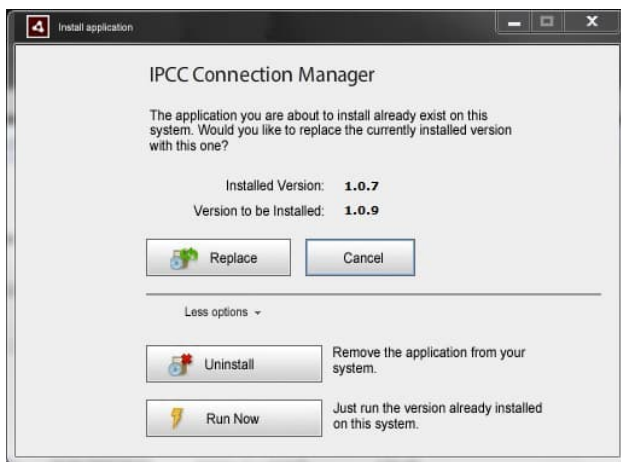 Install application
IPCC Connection Manager
The application you are about to install already exist on this
system. Would you like to replace the currently installed version
with this one?
Installed Version: 1.0.7
Version to be Installed: 1.0.9
Replace
Cancel
Less options
Uninstall
Remove the application from your
system.
Run Now
Just run the version already installed
on this system.